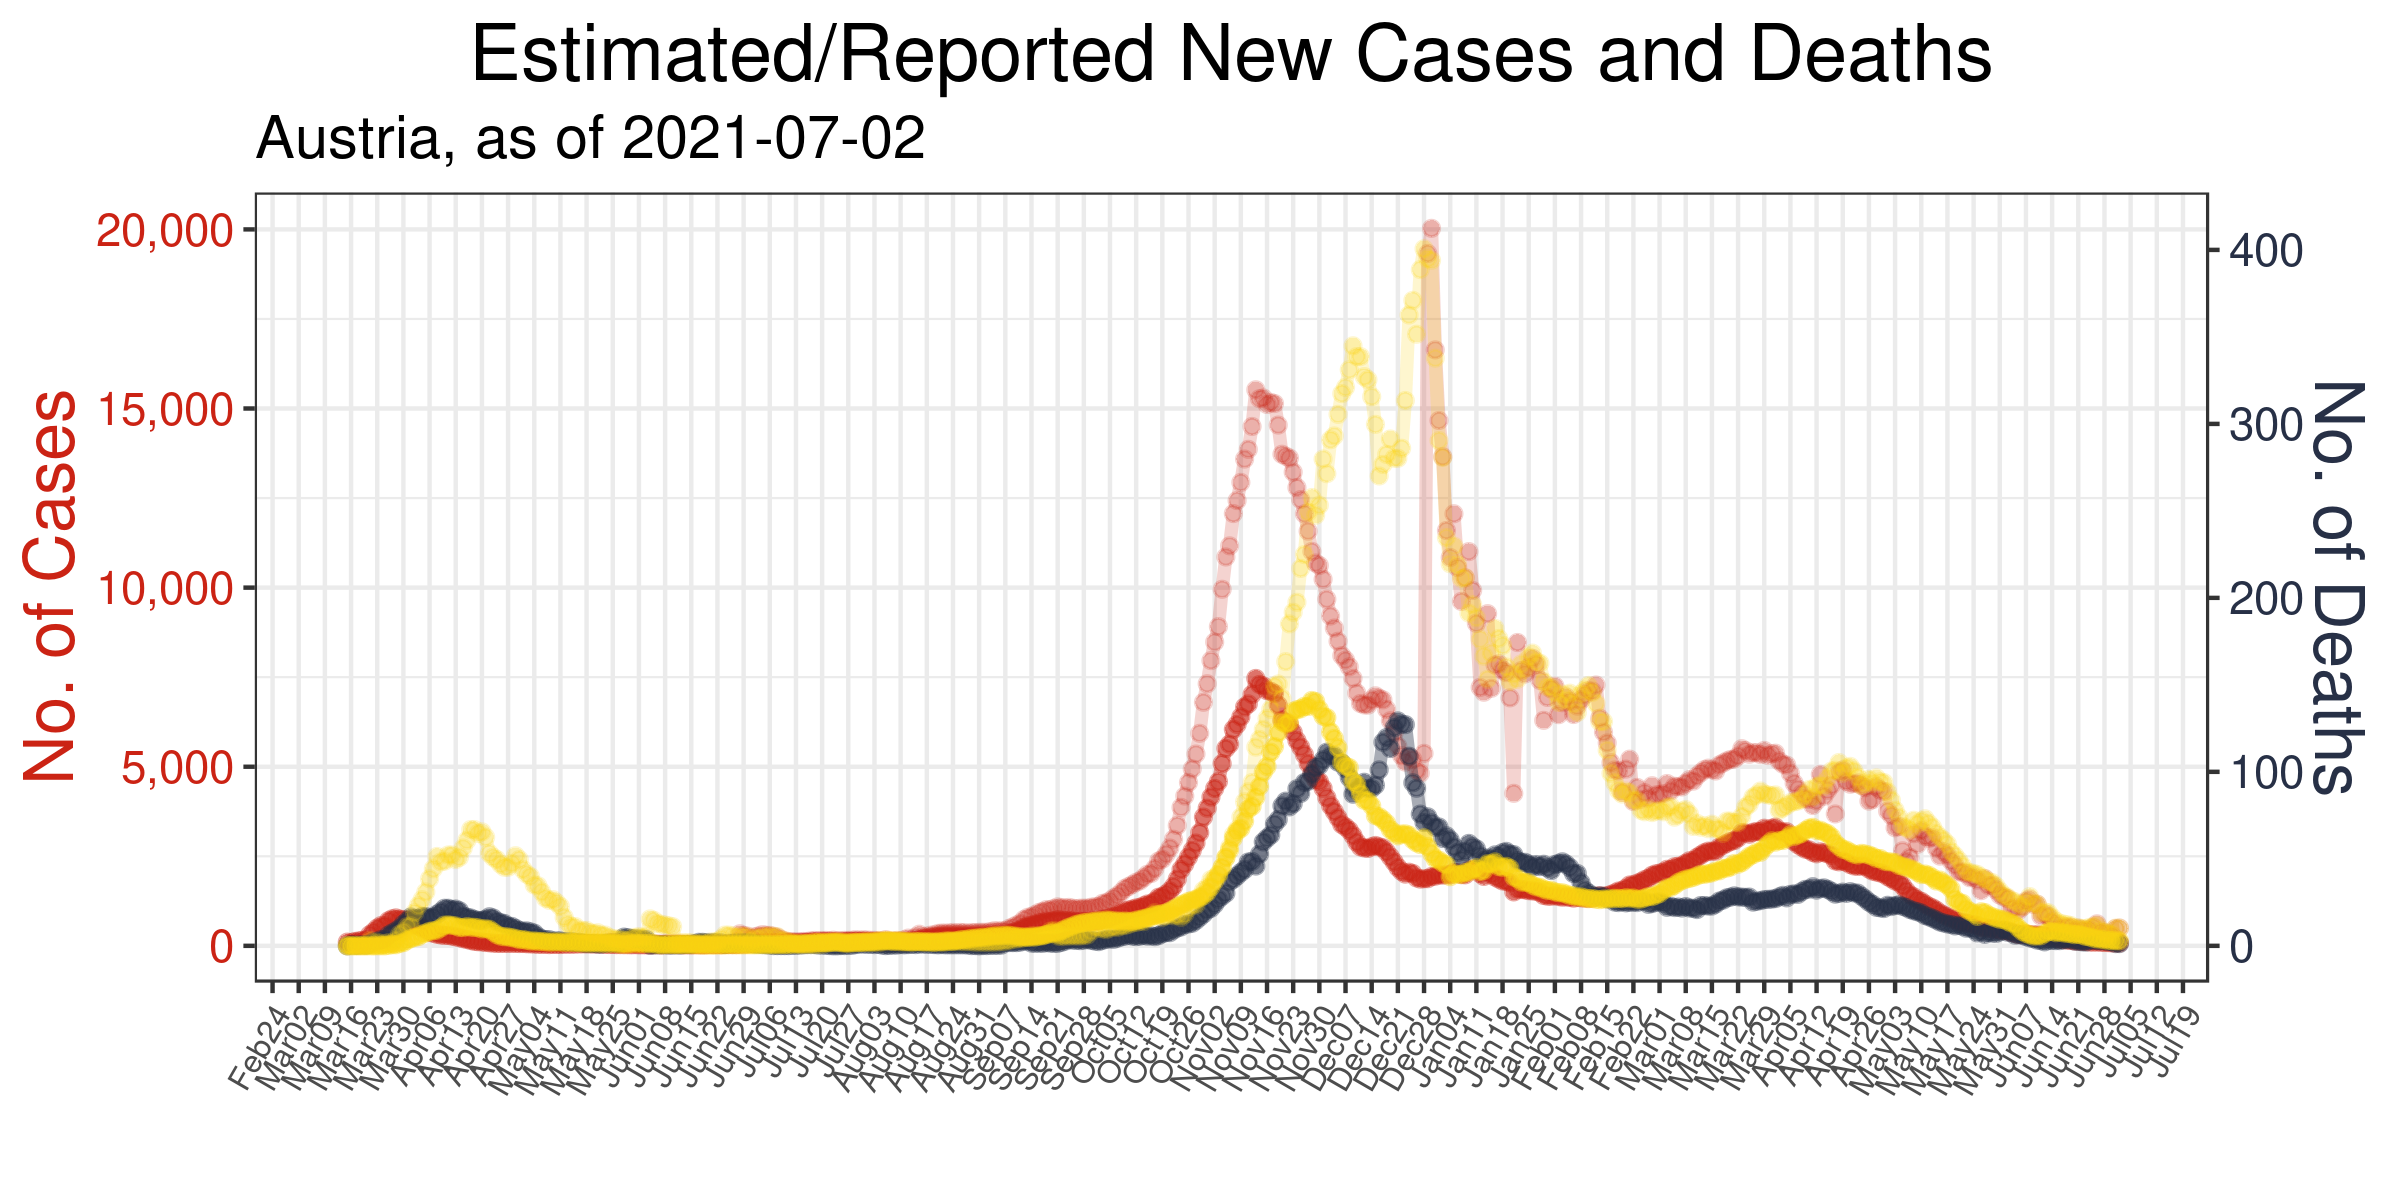 Estimated/Reported New Cases and Deaths
Austria, as of 2021-07-02
No. of Cases
20,000
15,000
10,000
5,000
0
400
300
200
100
0
No. of Deaths
Feb24
Mar02
Mar09
Mar16
Mar23
Mar30
Apr06
Apr13
Apr20
Apr27
May04
May11
May18
May25
Jun01
Jun08
Jun15
Jun22
Jun29
Jul06
Jul13
Jul20
Jul27
Aug03
Aug10
Aug17
Aug24
Aug31
Sep07
Sep14
Sep21
Sep28
Oct05
Oct12
Oct19
Oct26
Nov02
Nov09
Nov16
Nov23
Nov30
Dec07
Dec14
Dec21
Dec28
Jan04
Jan11
Jan18
Jan25
Feb01
Feb08
Feb15
Feb22
Mar01
Mar08
Mar15
Mar22
Mar29
Apr05
Apr12
Apr19
Apr26
May03
May10
May17
May24
May31
Jun07
Jun14
Jun21
Jun28
Jul05
Jul12
Jul19